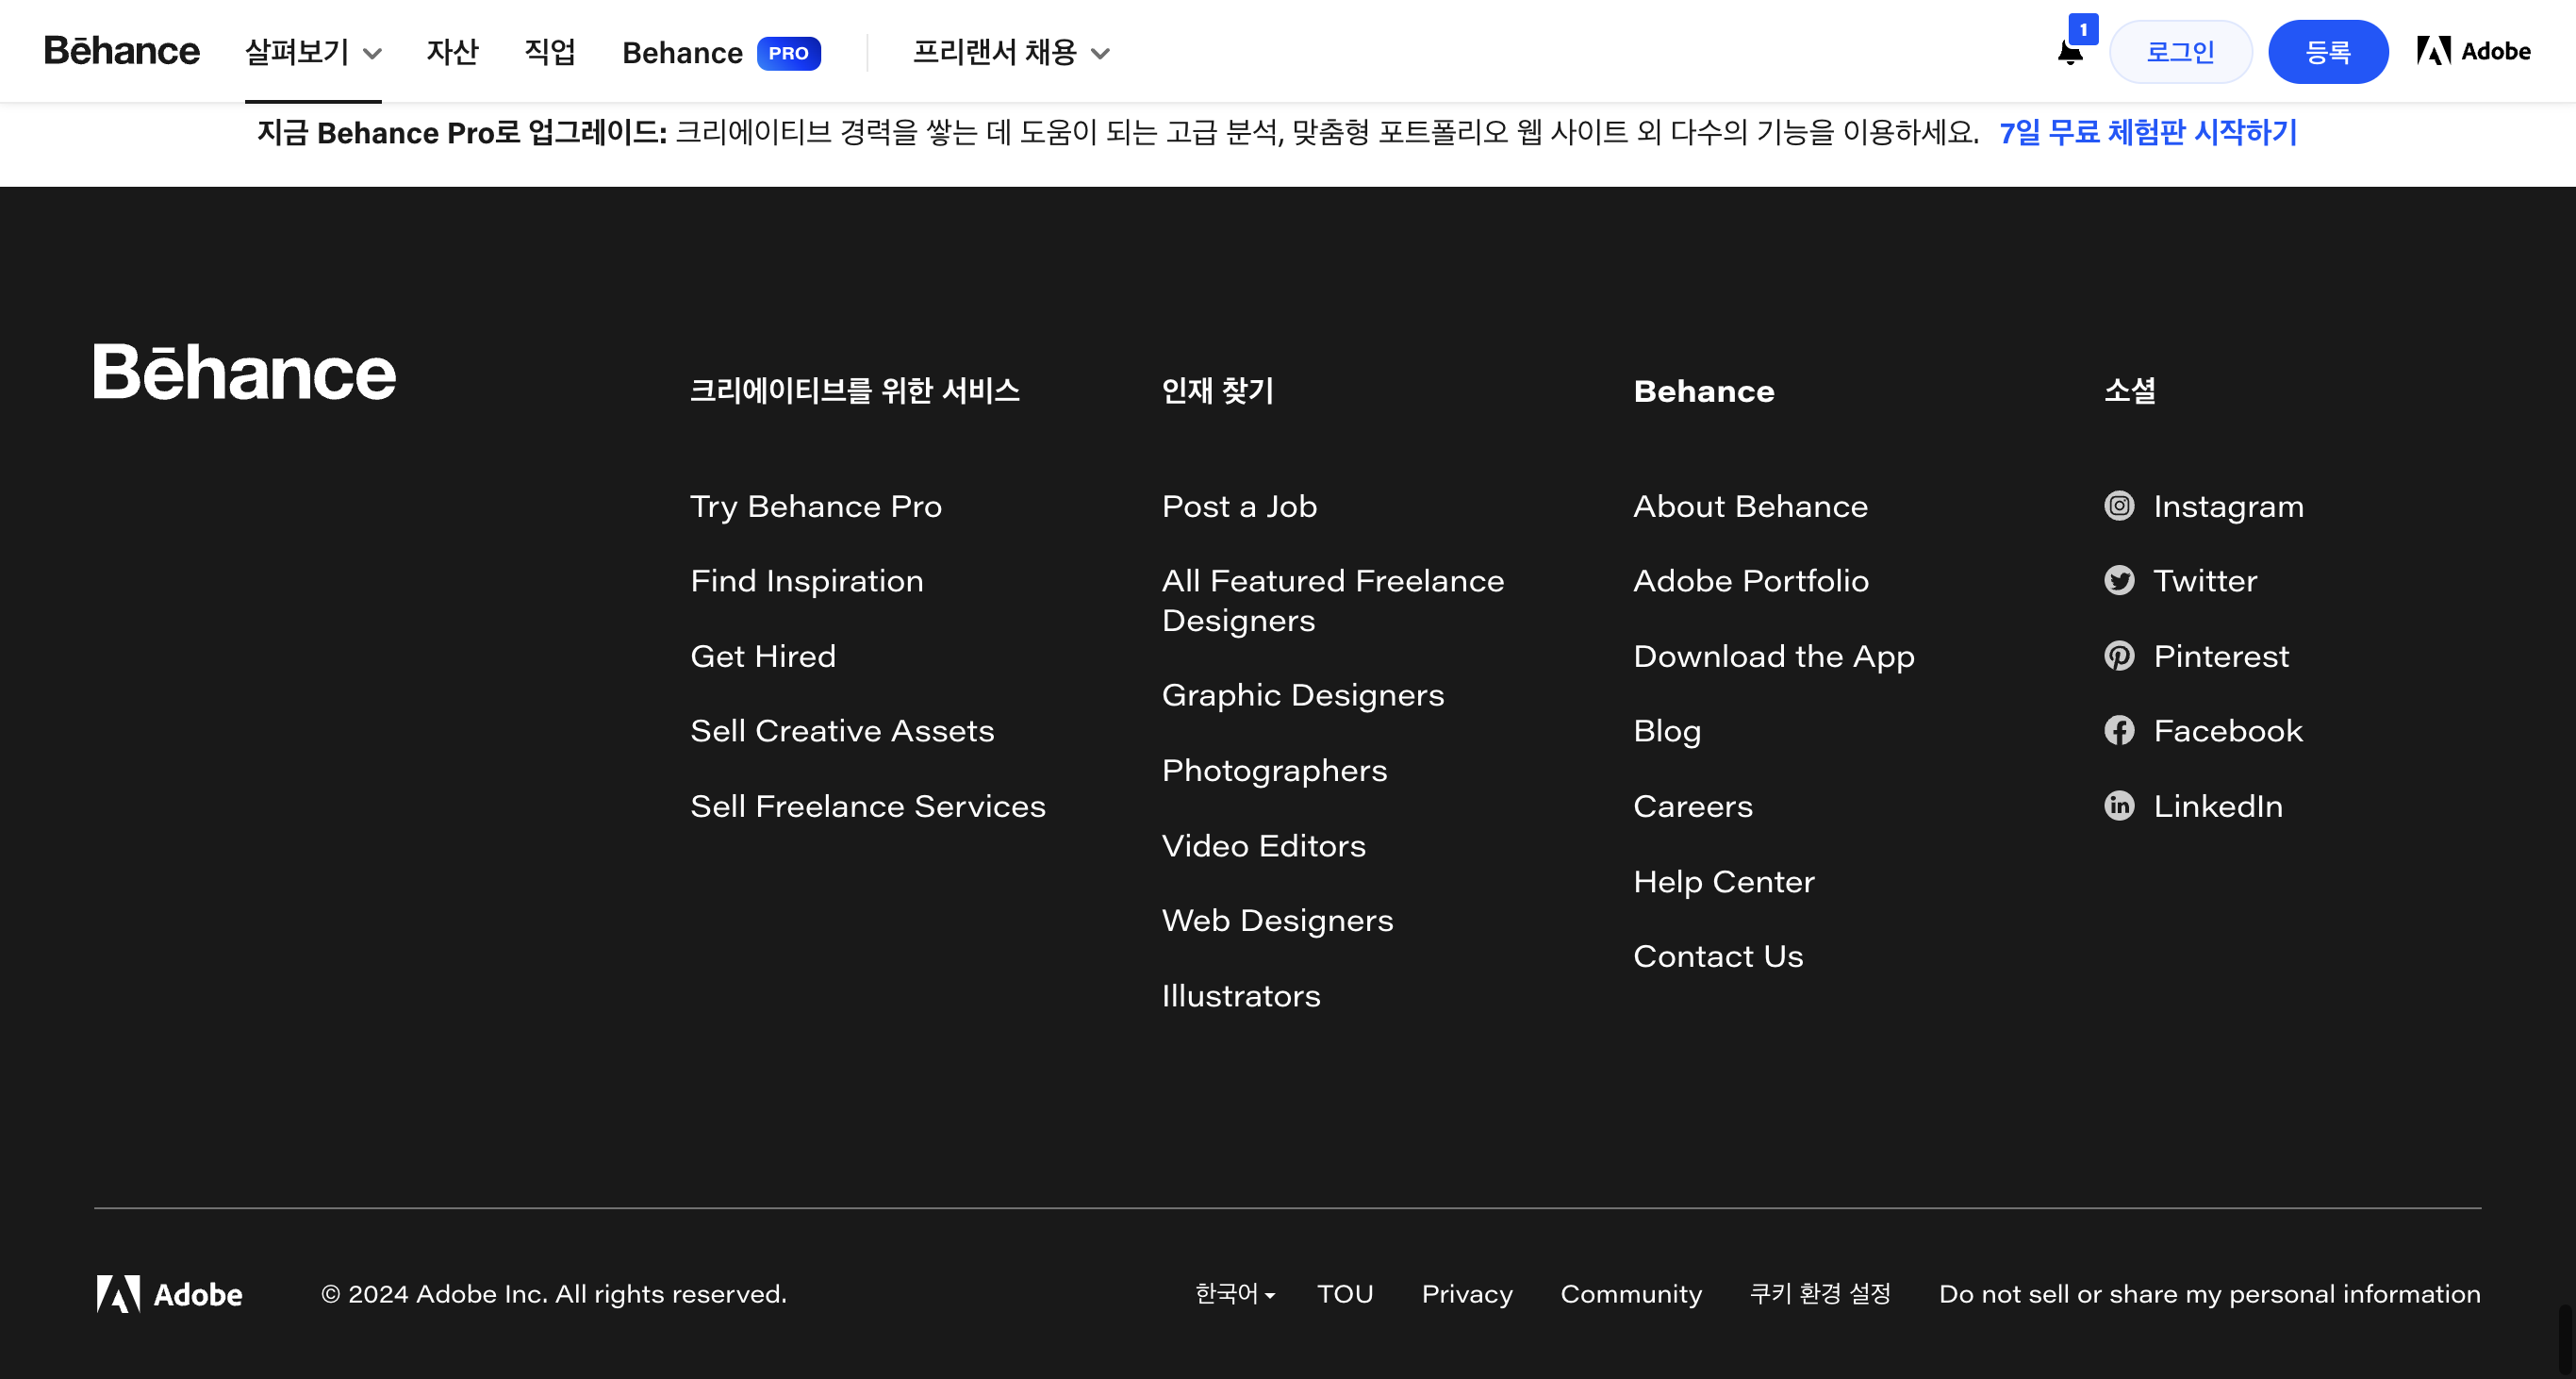 Bēhance 살펴보기 자산 직업 Behance PRO 프리랜서 채용 1 로그인 등록 Adobe
지금 Behance Pro로 업그레이드: 크리에이티브 경력을 쌓는 데 도움이 되는 고급 분석, 맞춤형 포트폴리오 웹 사이트 외 다수의 기능을 이용하세요. 7일 무료 체험판 시작하기
Bēhance
크리에이티브를 위한 서비스
Try Behance Pro
Find Inspiration
Get Hired
Sell Creative Assets
Sell Freelance Services
인재 찾기
Post a Job
All Featured Freelance
Designers
Graphic Designers
Photographers
Video Editors
Web Designers
Illustrators
Behance
About Behance
Adobe Portfolio
Download the App
Blog
Careers
Help Center
Contact Us
소셜
Instagram
Twitter
Pinterest
Facebook
LinkedIn
Adobe © 2024 Adobe Inc. All rights reserved. 한국어 TOU Privacy Community 쿠키 환경 설정 Do not sell or share my personal information